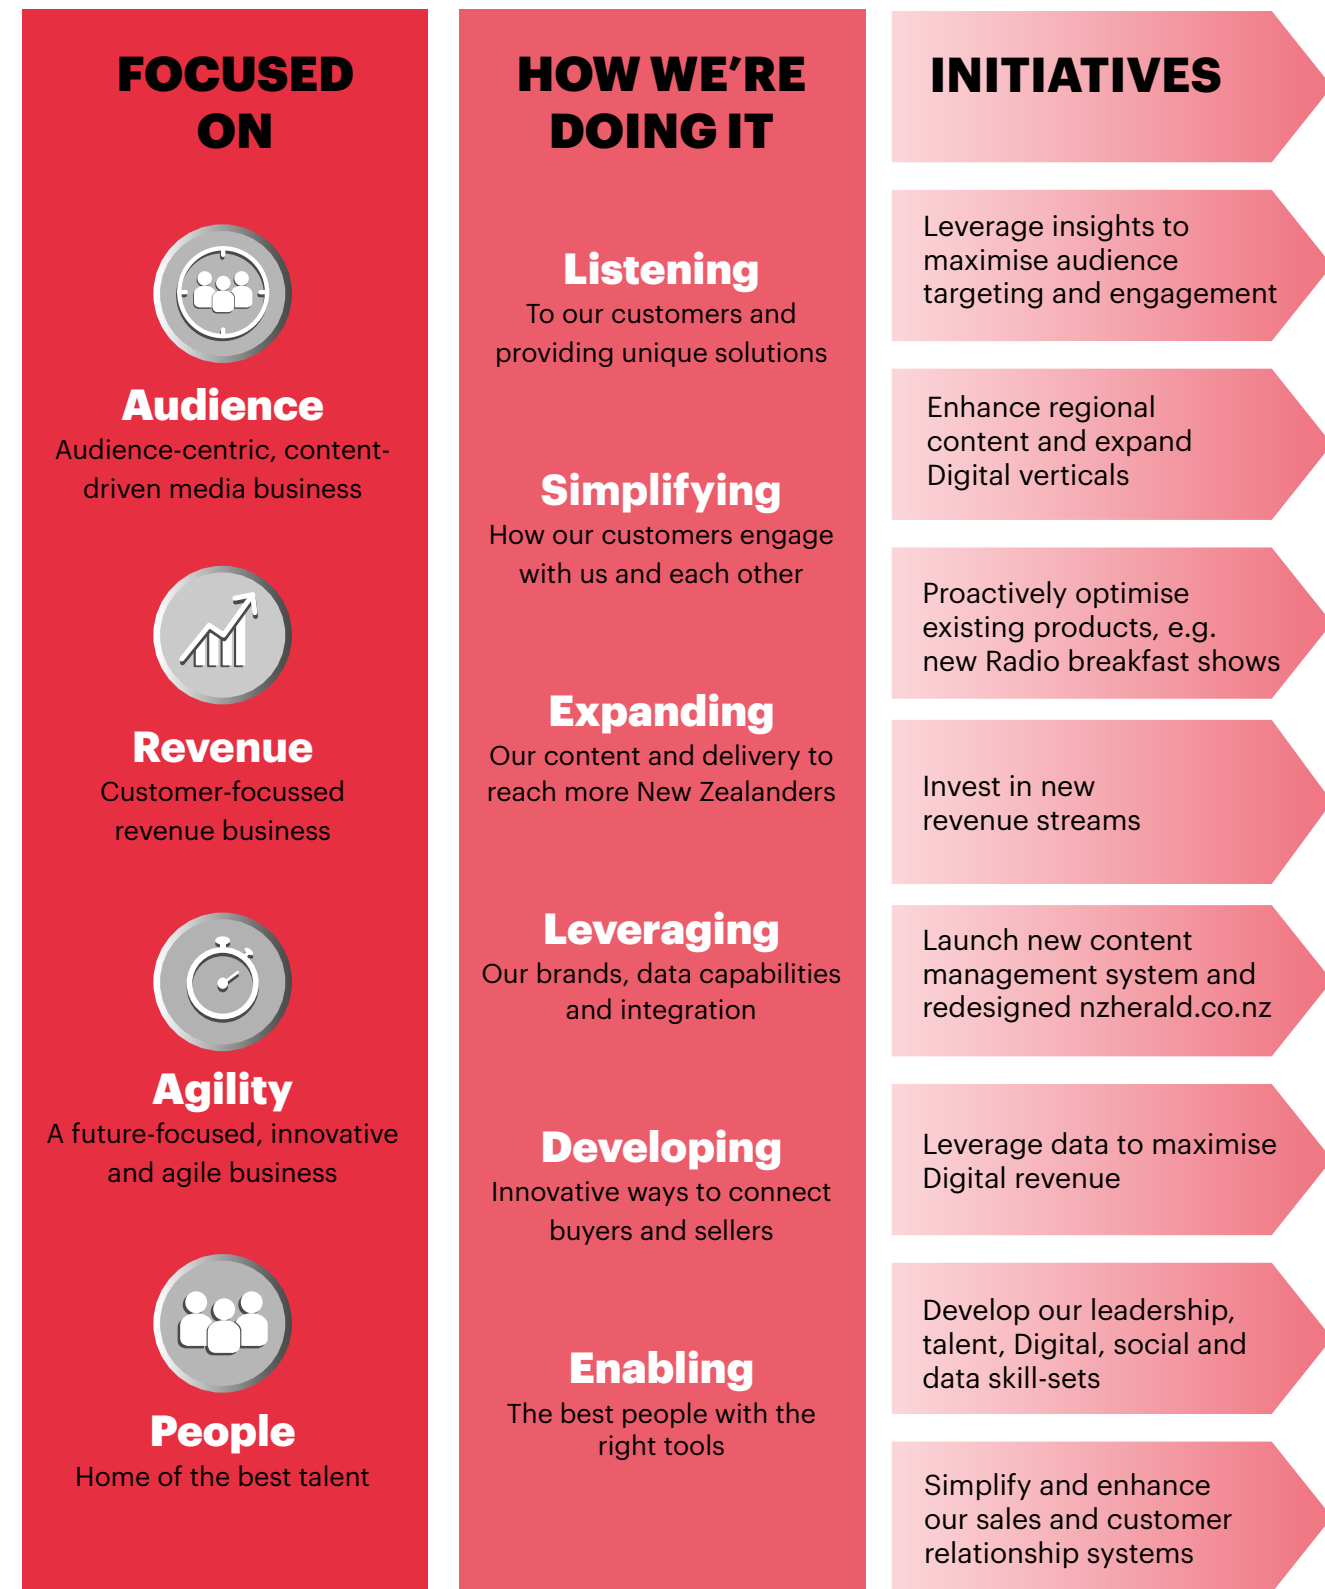 FOCUSED
ON
Audience
Audience-centric, content-
driven media business
Revenue
Customer-focussed
revenue business
Agility
A future-focused, innovative
and agile business
People
Home of the best talent
HOW WE’RE
DOING IT
Listening
To our customers and
providing unique solutions
Simplifying
How our customers engage
with us and each other
Expanding
Our content and delivery to
reach more New Zealanders
Leveraging
Our brands, data capabilities
and integration
Developing
Innovative ways to connect
buyers and sellers
Enabling
The best people with the
right tools
INITIATIVES
Leverage insights to
maximise audience
targeting and engagement
Enhance regional
content and expand
Digital verticals
Proactively optimise
existing products, e.g.
new Radio breakfast shows
Invest in new
revenue streams
Launch new content
management system and
redesigned nzherald.co.nz
Leverage data to maximise
Digital revenue
Develop our leadership,
talent, Digital, social and
data skill-sets
Simplify and enhance
our sales and customer
relationship systems